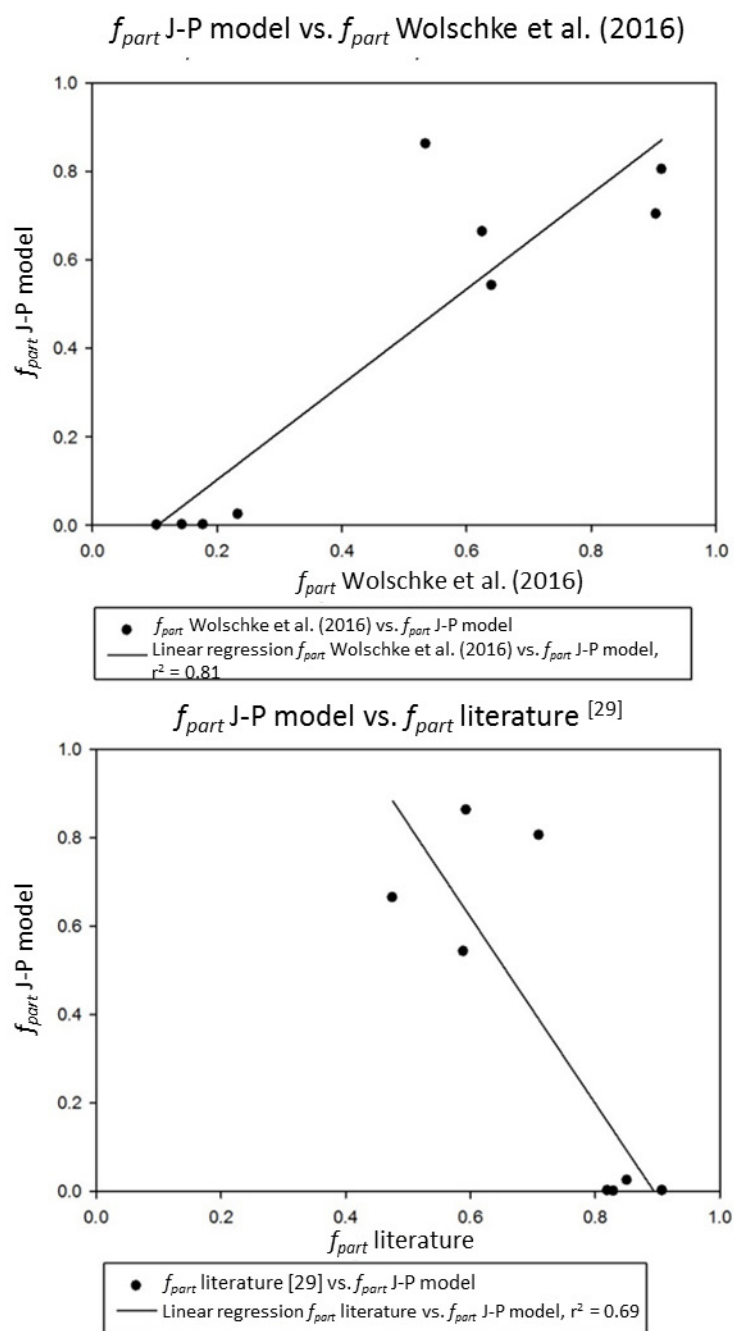 fpart J-P model vs. fpart Wolschke et al. (2016)
1.0
0.8
0.6
0.4
0.2
0.0
fpart J-P model
0.0 0.2 0.4 0.6 0.8 1.0
fpart Wolschke et al. (2016)
fpart Wolschke et al. (2016) vs. fpart J-P model
Linear regression fpart Wolschke et al. (2016) vs. fpart J-P model,
r² = 0.81
fpart J-P model vs. fpart literature [29]
1.0
0.8
0.6
0.4
0.2
0.0
fpart J-P model
0.0 0.2 0.4 0.6 0.8 1.0
fpart literature
fpart literature [29] vs. fpart J-P model
Linear regression fpart literature vs. fpart J-P model, r² = 0.69